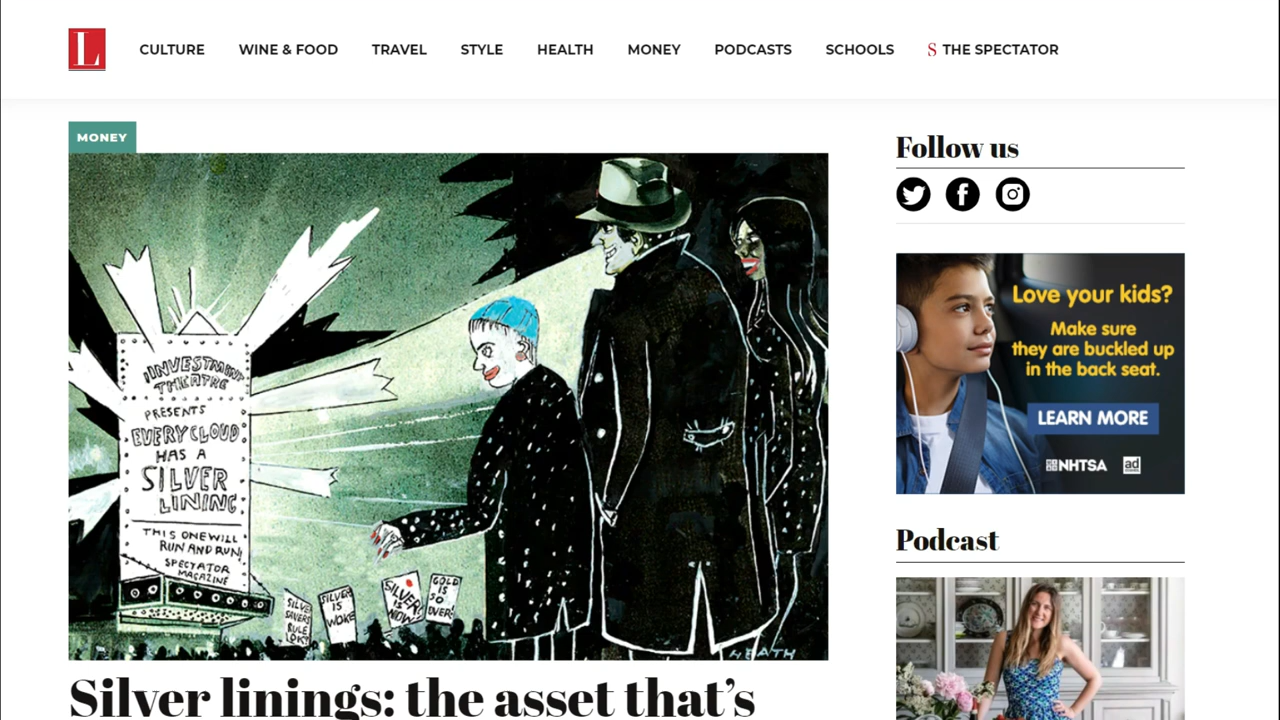 L
CULTURE WINE & FOOD TRAVEL STYLE HEALTH MONEY PODCASTS SCHOOLS S THE SPECTATOR
MONEY
INVESTMENT
THEATRE
PRESENTS
EVERY CLOUD
HAS A
SILVER
LINING
THIS ONE WILL
RUN AND RUN!
SPECTATOR
MAGAZINE
SILVER
SAVERS
RULE
SILVER
IS
WOKE
SILVER
IS
NOW!
GOLD
IS
SO
OVER!
HEATH
Silver linings: the asset that’s
Follow us
Love your kids?
Make sure
they are buckled up
in the back seat.
LEARN MORE
NHTSA
ad
Podcast